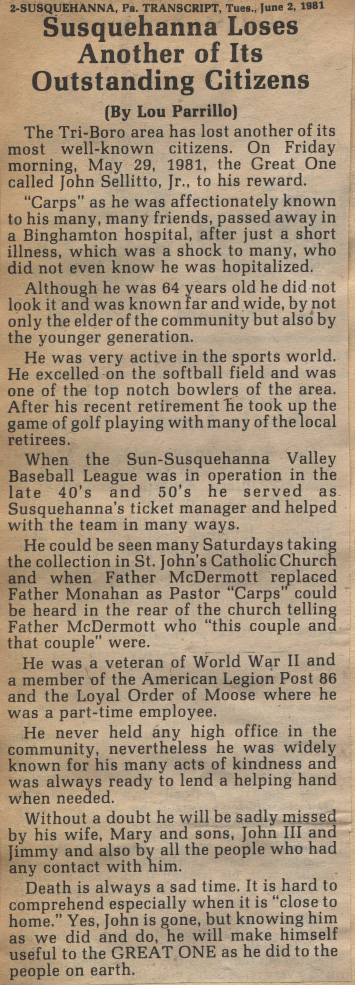 2-SUSQUEHANNA, Pa. TRANSCRIPT, Tues., June 2, 1981
Susquehanna Loses
Another of Its
Outstanding Citizens
(By Lou Parrillo)
The Tri-Boro area has lost another of its
most well-known citizens. On Friday
morning, May 29, 1981, the Great One
called John Sellitto, Jr., to his reward.
"Carps" as he was affectionately known
to his many, many friends, passed away in
a Binghamton hospital, after just a short
illness, which was a shock to many, who
did not even know he was hopitalized.
Although he was 64 years old he did not
look it and was known far and wide, by not
only the elder of the community but also by
the younger generation.
He was very active in the sports world.
He excelled on the softball field and was
one of the top notch bowlers of the area.
After his recent retirement he took up the
game of golf playing with many of the local
retirees.
When the Sun-Susquehanna Valley
Baseball League was in operation in the
late 40's and 50's he served as
Susquehanna's ticket manager and helped
with the team in many ways.
He could be seen many Saturdays taking
the collection in St. John's Catholic Church
and when Father McDermott replaced
Father Monahan as Pastor "Carps" could
be heard in the rear of the church telling
Father McDermott who "this couple and
that couple" were.
He was a veteran of World War II and
a member of the American Legion Post 86
and the Loyal Order of Moose where he
was a part-time employee.
He never held any high office in the
community, nevertheless he was widely
known for his many acts of kindness and
was always ready to lend a helping hand
when needed.
Without a doubt he will be sadly missed
by his wife, Mary and sons, John III and
Jimmy and also by all the people who had
any contact with him.
Death is always a sad time. It is hard to
comprehend especially when it is "close to
home." Yes, John is gone, but knowing him
as we did and do, he will make himself
useful to the GREAT ONE as he did to the
people on earth.